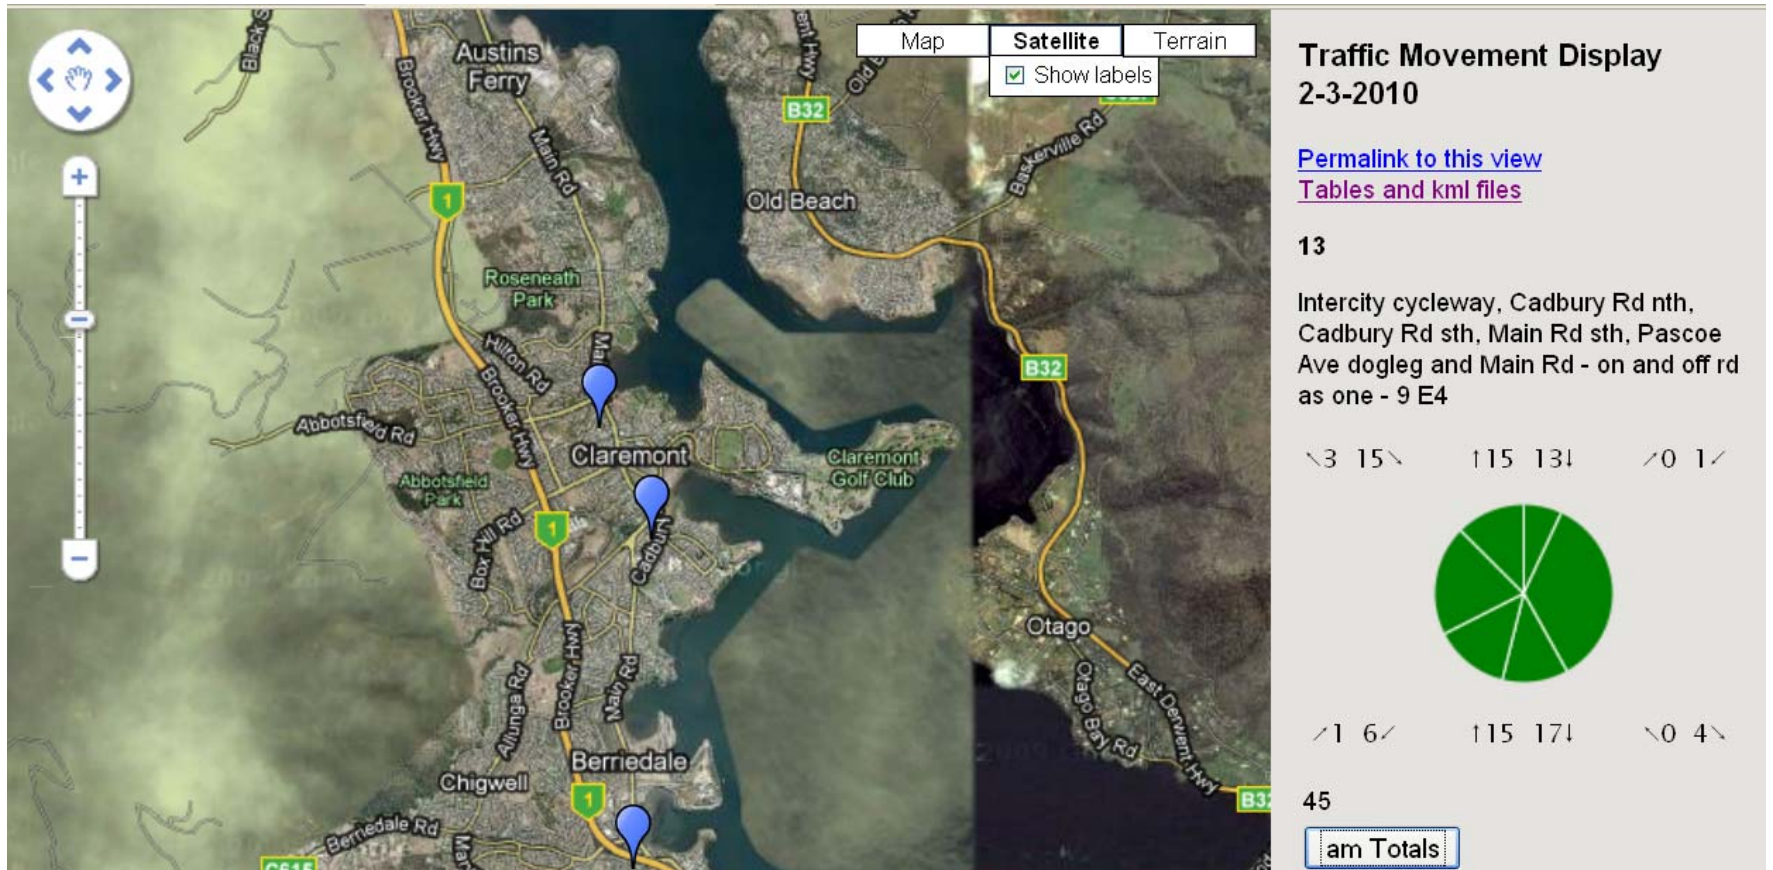 Map
Satellite
Terrain
Show labels
Black S
Brooker Hwy
Austins
Ferry
Main Rd
B32
Baskerville Rd
Old Beach
1
Roseneath
Park
Hilton Rd
Brooker Hwy
B32
Abbotsfield Rd
Claremont
Abbotsfield
Park
Claremont
Golf Club
Box Hill Rd
1
Cadbury
Otago
Allunga Rd
Brooker Hwy
Main Rd
Otago Bay Rd
East Derwent Hwy
Berriedale
Chigwell
1
Berriedale Rd
Traffic Movement Display
2-3-2010
Permalink to this view
Tables and kml files
13
Intercity cycleway, Cadbury Rd nth,
Cadbury Rd sth, Main Rd sth, Pascoe
Ave dogleg and Main Rd - on and off rd
as one - 9 E4
↖3 15↘ ↑15 13↓ ↗0 1↙
↗1 6↙ ↑15 17↓ ↖0 4↘
45
am Totals